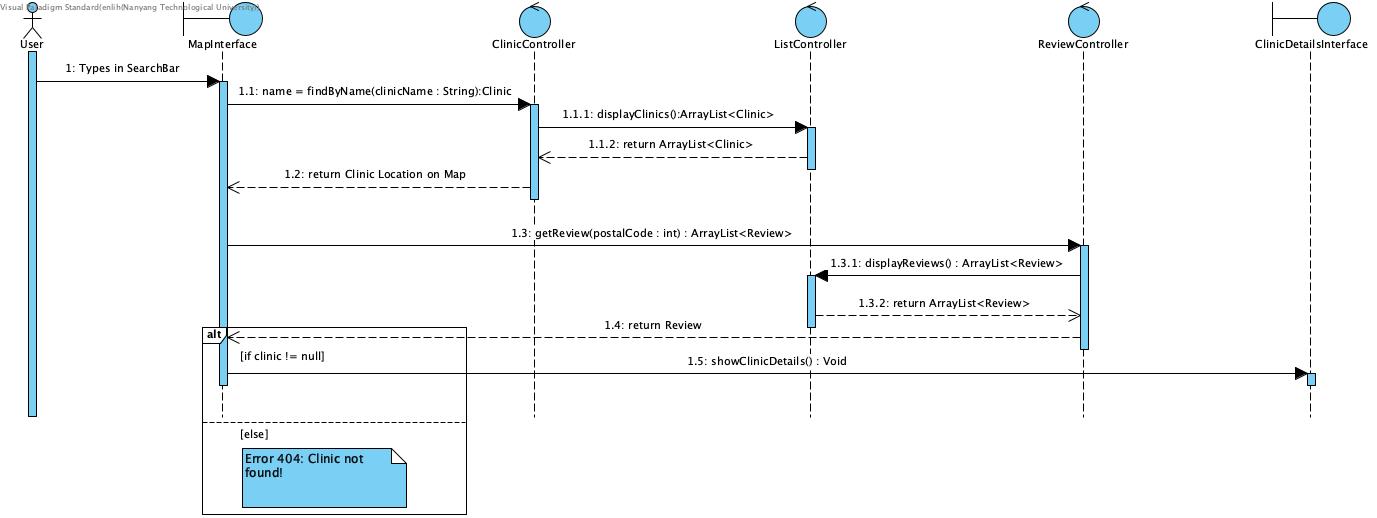 Visual Paradigm Standard(enlih(Nanyang Technological University))
User
MapInterface
ClinicController
ListController
ReviewController
ClinicDetailsInterface
1: Types in SearchBar
1.1: name = findByName(clinicName : String):Clinic
1.1.1: displayClinics():ArrayList<Clinic>
1.1.2: return ArrayList<Clinic>
1.2: return Clinic Location on Map
1.3: getReview(postalCode : int) : ArrayList<Review>
1.3.1: displayReviews() : ArrayList<Review>
1.3.2: return ArrayList<Review>
1.4: return Review
alt
[if clinic != null]
1.5: showClinicDetails() : Void
[else]
Error 404: Clinic not
found!